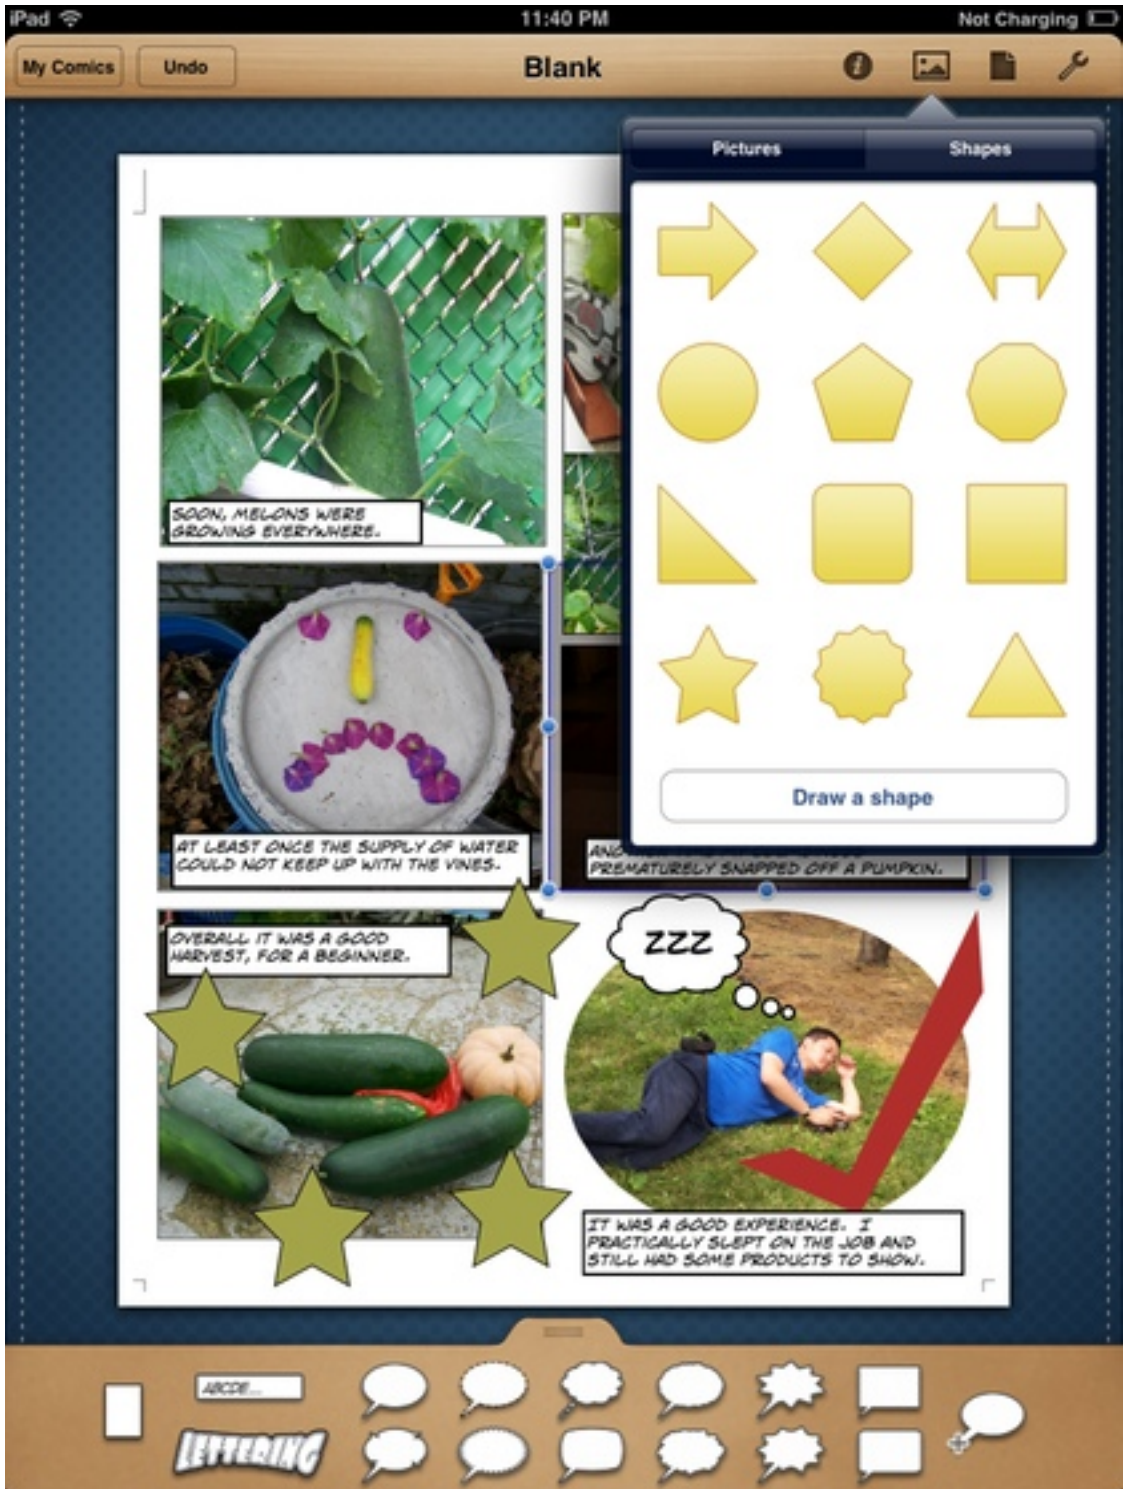 iPad
11:40 PM
Not Charging
My Comics
Undo
Blank
Pictures
Shapes
SOON, MELONS WERE
GROWING EVERYWHERE.
AT LEAST ONCE THE SUPPLY OF WATER
COULD NOT KEEP UP WITH THE VINES.
PREMATURELY SNAPPED OFF A PUMPKIN.
Draw a shape
OVERALL IT WAS A GOOD
HARVEST, FOR A BEGINNER.
ZZZ
IT WAS A GOOD EXPERIENCE. I
PRACTICALLY SLEPT ON THE JOB AND
STILL HAD SOME PRODUCTS TO SHOW.
ABCDE...
LETTERING